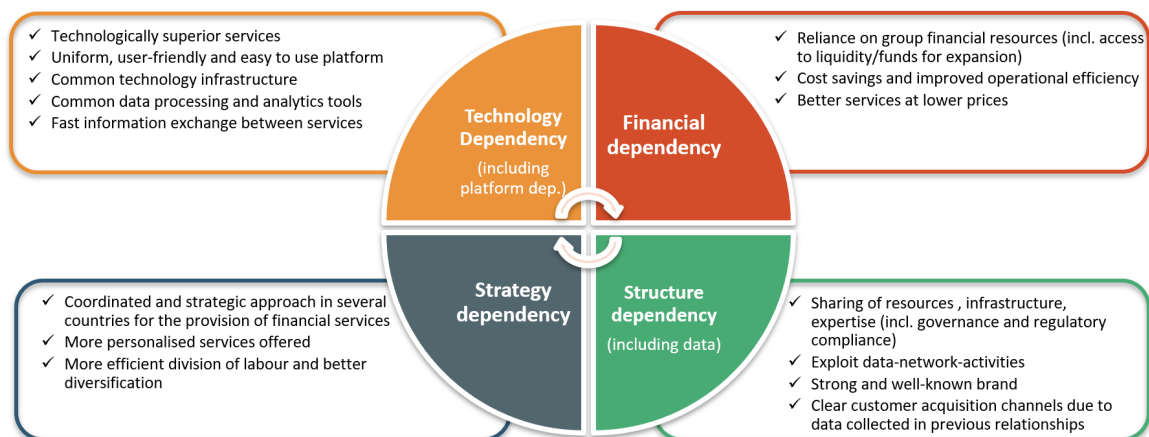 ✓ Technologically superior services
✓ Uniform, user-friendly and easy to use platform
✓ Common technology infrastructure
✓ Common data processing and analytics tools
✓ Fast information exchange between services
Technology
Dependency
(including
platform dep.)
Financial
dependency
✓ Reliance on group financial resources (incl. access
to liquidity/funds for expansion)
✓ Cost savings and improved operational efficiency
✓ Better services at lower prices
✓ Coordinated and strategic approach in several
countries for the provision of financial services
✓ More personalised services offered
✓ More efficient division of labour and better
diversification
Strategy
dependency
Structure
dependency
(including data)
✓ Sharing of resources , infrastructure,
expertise (incl. governance and regulatory
compliance)
✓ Exploit data-network-activities
✓ Strong and well-known brand
✓ Clear customer acquisition channels due to
data collected in previous relationships